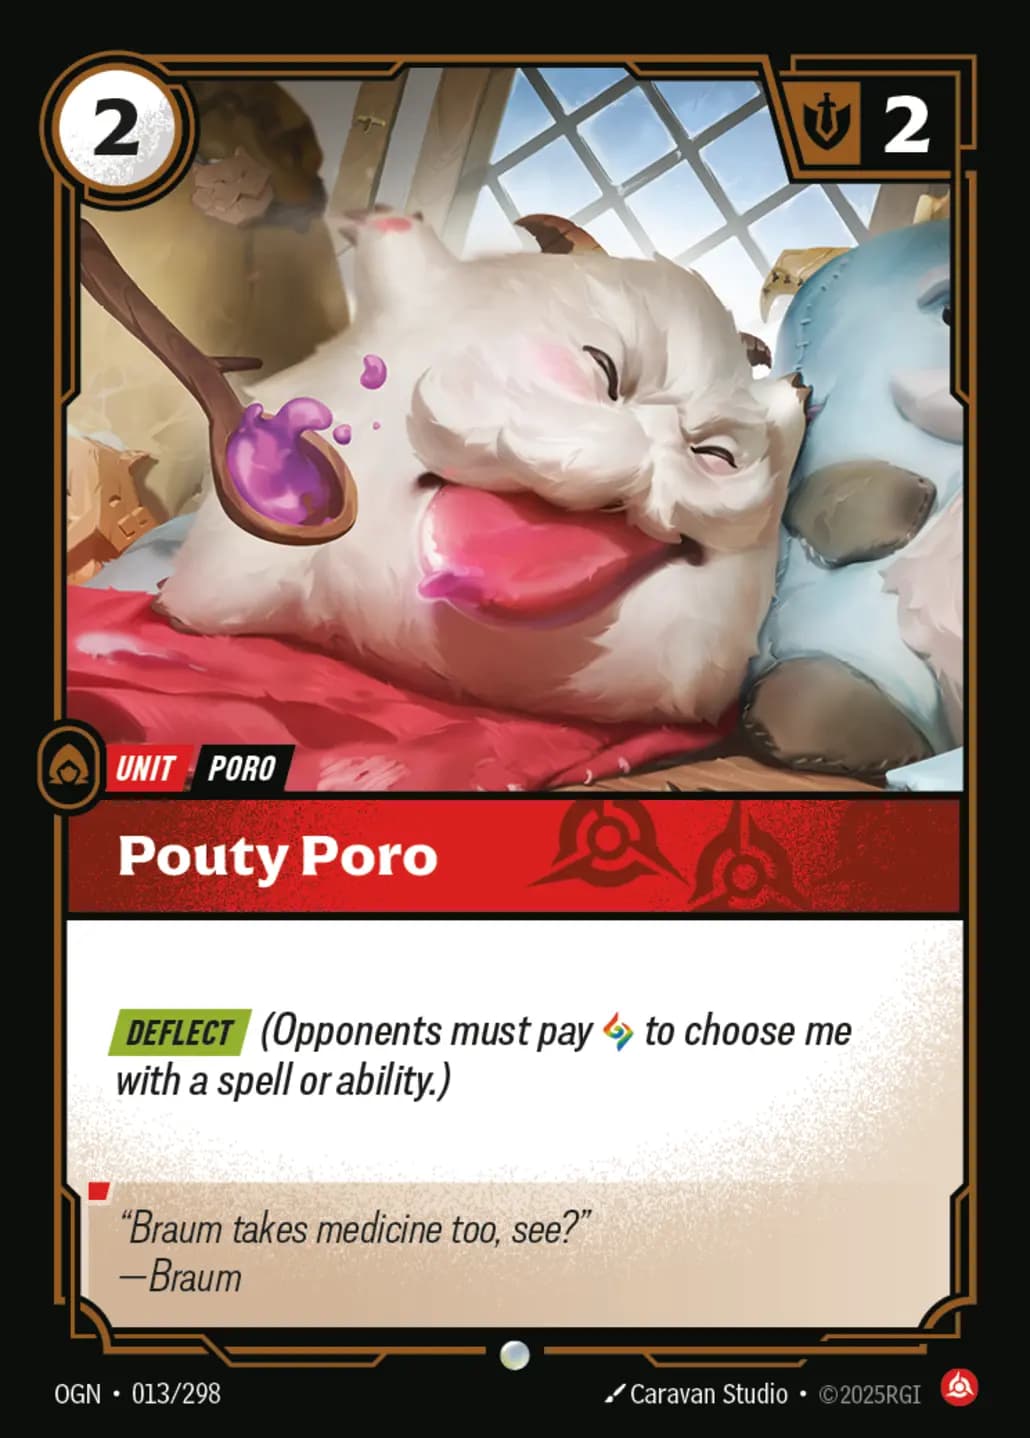 2
2
UNIT PORO
Pouty Poro
DEFLECT (Opponents must pay to choose me
with a spell or ability.)
“Braum takes medicine too, see?”
—Braum
OGN • 013/298
Caravan Studio • ©2025RGI